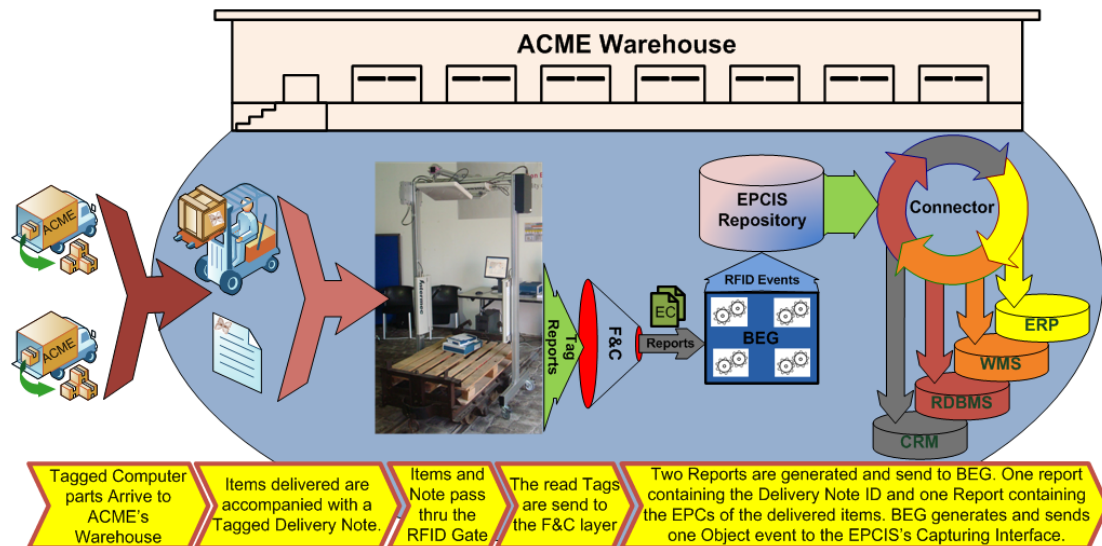 ACME Warehouse
ACME
ACME
Intermec
Tag
Reports
F&C
EC
Reports
BEG
RFID Events
EPCIS
Repository
Connector
ERP
WMS
RDBMS
CRM
Tagged Computer
parts Arrive to
ACME's
Warehouse
Items delivered are
accompanied with a
Tagged Delivery Note.
Items and
Note pass
thru the
RFID Gate
The read Tags
are send to
the F&C layer
Two Reports are generated and send to BEG. One report
containing the Delivery Note ID and one Report containing
the EPCs of the delivered items. BEG generates and sends
one Object event to the EPCIS's Capturing Interface.